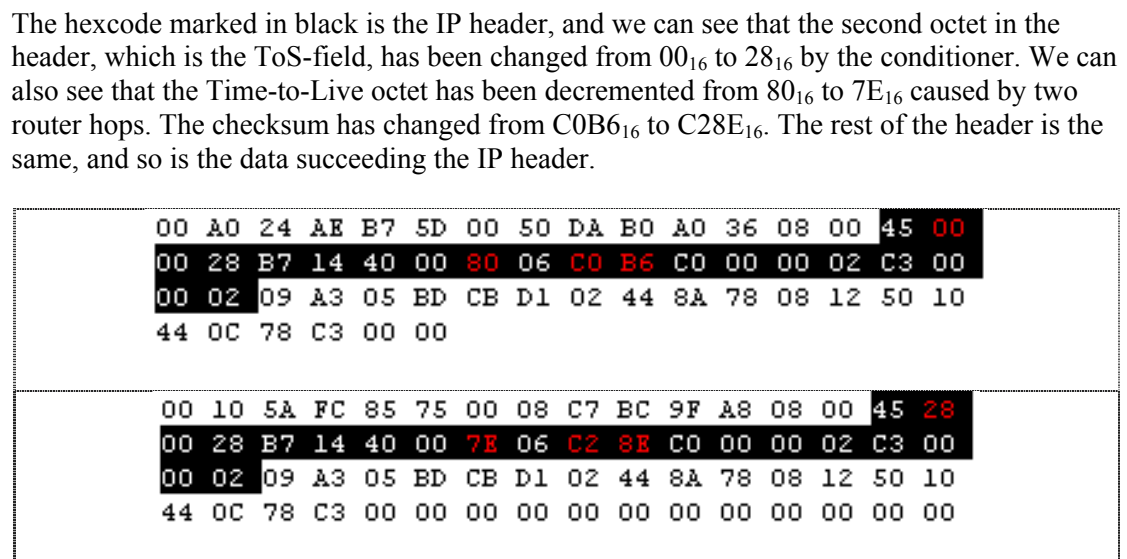 The hexcode marked in black is the IP header, and we can see that the second octet in the
header, which is the ToS-field, has been changed from 00₁₆ to 28₁₆ by the conditioner. We can
also see that the Time-to-Live octet has been decremented from 80₁₆ to 7E₁₆ caused by two
router hops. The checksum has changed from C0B6₁₆ to C28E₁₆. The rest of the header is the
same, and so is the data succeeding the IP header.
00 A0 24 AE B7 5D 00 50 DA B0 A0 36 08 00 45 00
00 28 B7 14 40 00 80 06 C0 B6 C0 00 00 02 C3 00
00 02 09 A3 05 BD CB D1 02 44 8A 78 08 12 50 10
44 0C 78 C3 00 00
00 10 5A FC 85 75 00 08 C7 BC 9F A8 08 00 45 28
00 28 B7 14 40 00 7E 06 C2 8E C0 00 00 02 C3 00
00 02 09 A3 05 BD CB D1 02 44 8A 78 08 12 50 10
44 0C 78 C3 00 00 00 00 00 00 00 00 00 00 00 00